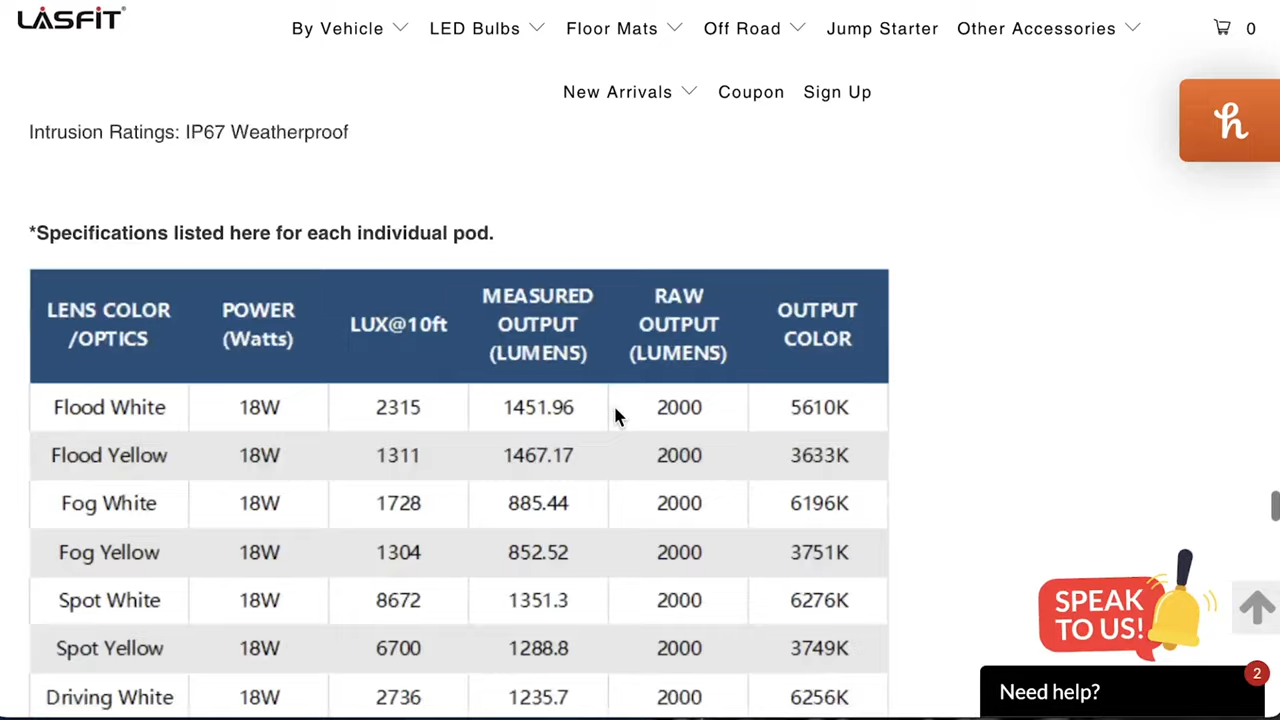 LASFIT
By Vehicle LED Bulbs Floor Mats Off Road Jump Starter Other Accessories 0
New Arrivals Coupon Sign Up
h
Intrusion Ratings: IP67 Weatherproof
*Specifications listed here for each individual pod.
LENS COLOR /OPTICS POWER (Watts) LUX@10ft MEASURED OUTPUT (LUMENS) RAW OUTPUT (LUMENS) OUTPUT COLOR
Flood White 18W 2315 1451.96 2000 5610K
Flood Yellow 18W 1311 1467.17 2000 3633K
Fog White 18W 1728 885.44 2000 6196K
Fog Yellow 18W 1304 852.52 2000 3751K
Spot White 18W 8672 1351.3 2000 6276K
Spot Yellow 18W 6700 1288.8 2000 3749K
Driving White 18W 2736 1235.7 2000 6256K
SPEAK
TO US!
2
Need help?